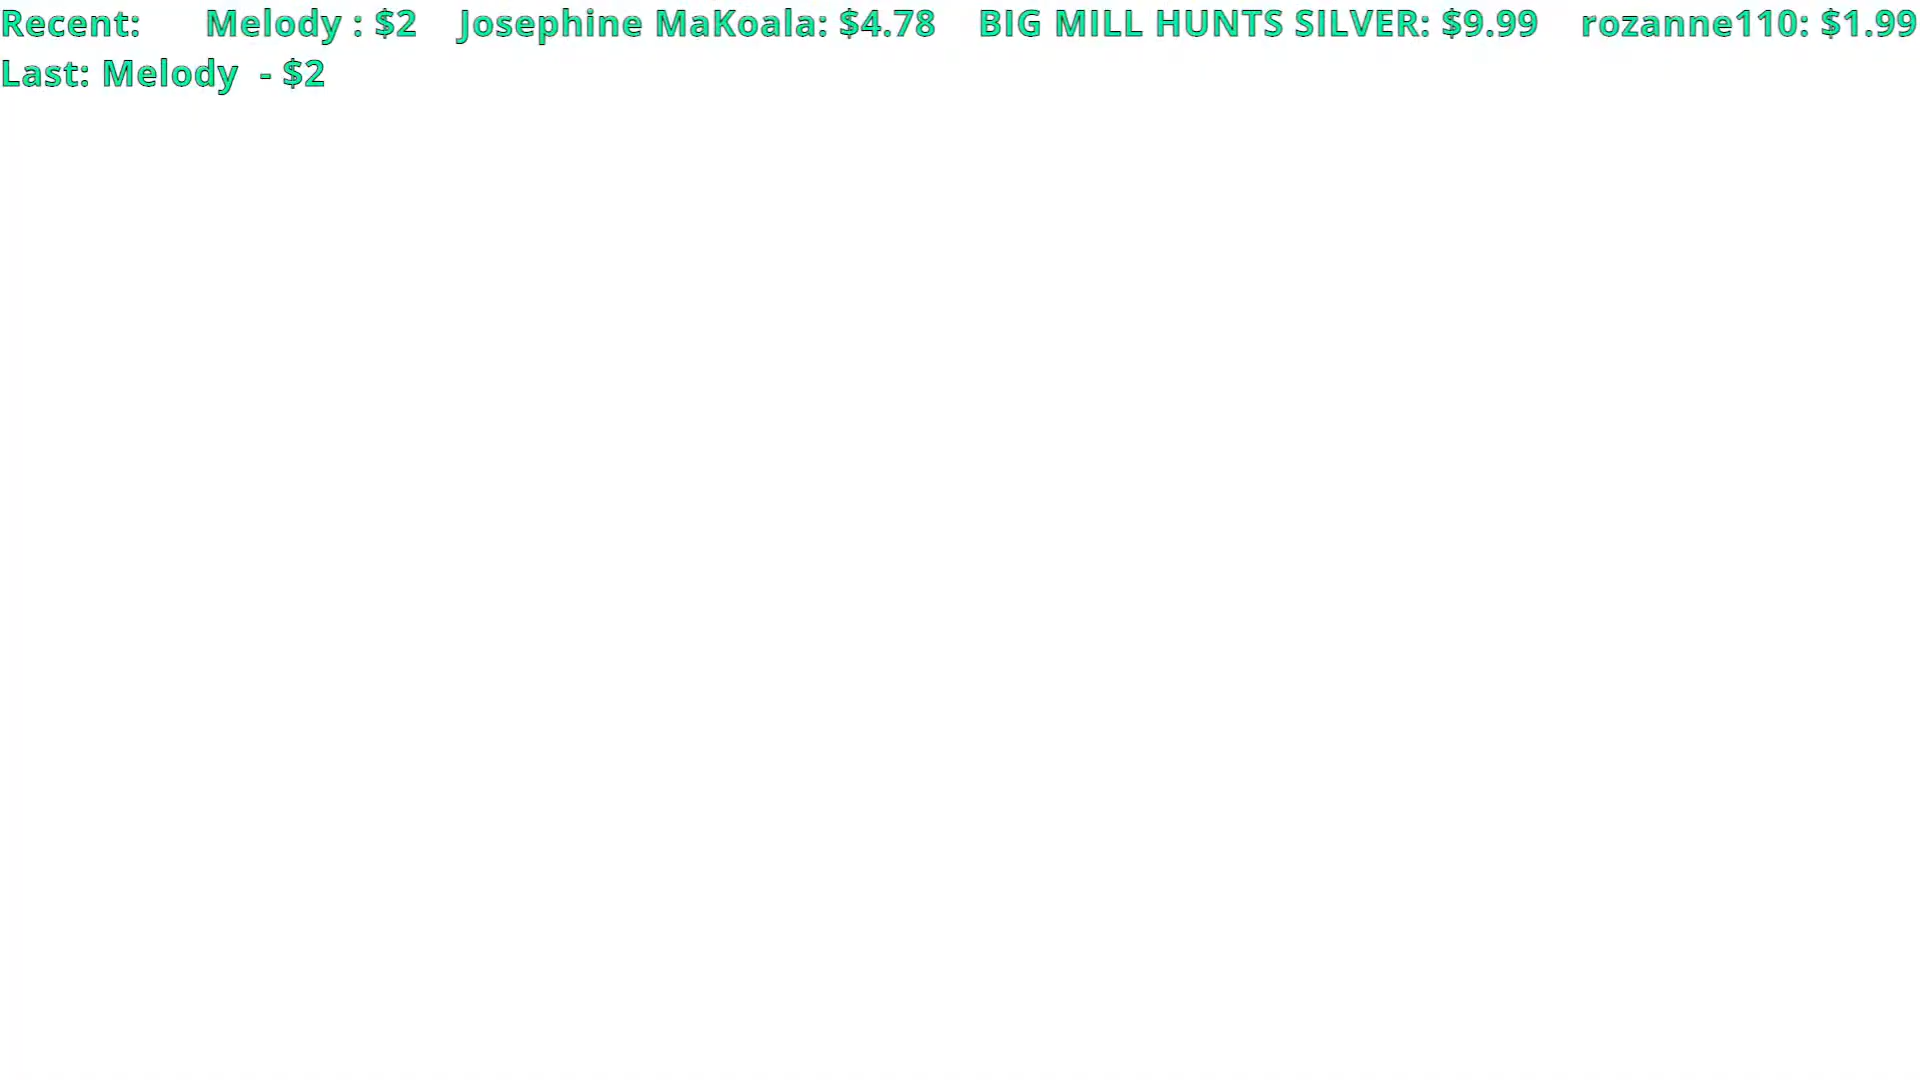 Recent: Melody : $2 Josephine MaKoala: $4.78 BIG MILL HUNTS SILVER: $9.99 rozanne110: $1.99
Last: Melody - $2